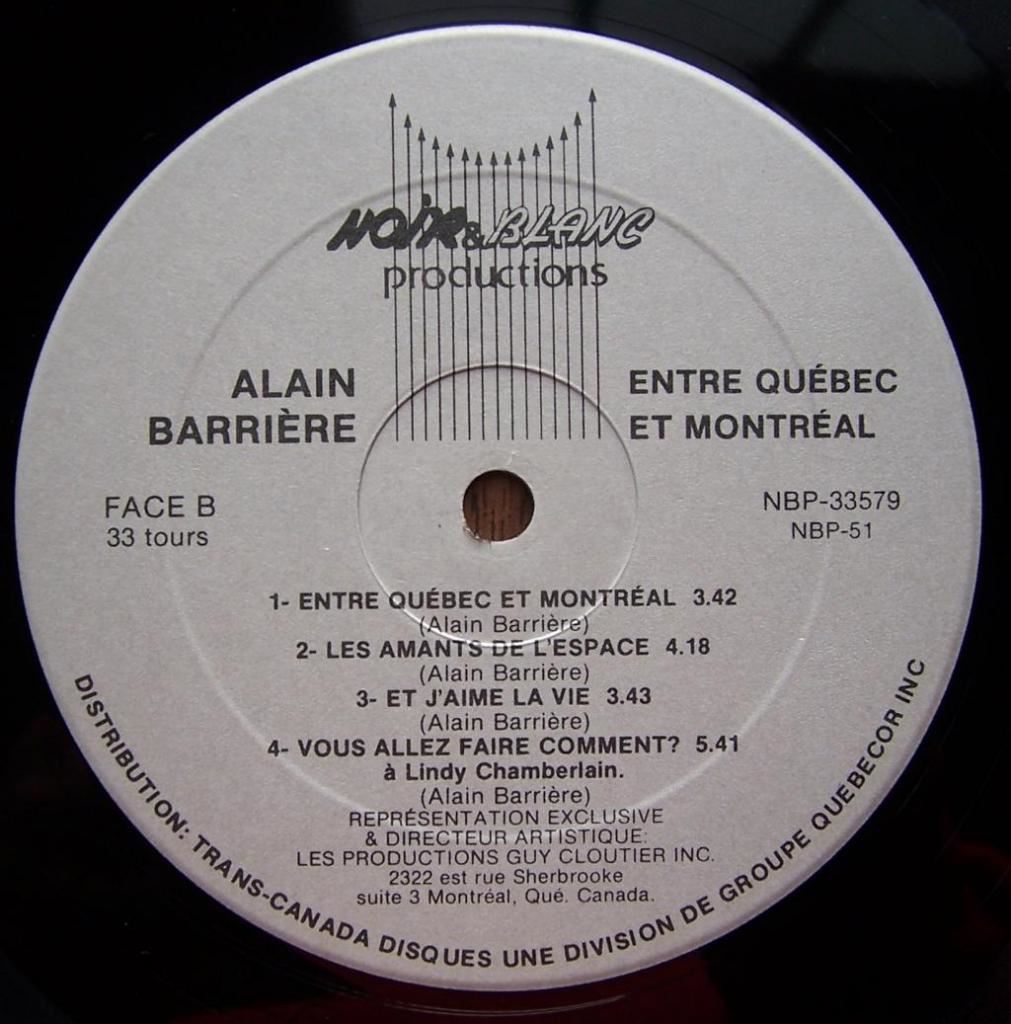 NOIR & BLANC
productions
ALAIN
BARRIÈRE
ENTRE QUÉBEC
ET MONTRÉAL
FACE B
33 tours
NBP-33579
NBP-51
1- ENTRE QUÉBEC ET MONTRÉAL 3.42
(Alain Barrière)
2- LES AMANTS DE L'ESPACE 4.18
(Alain Barrière)
3- ET J'AIME LA VIE 3.43
(Alain Barrière)
4- VOUS ALLEZ FAIRE COMMENT? 5.41
à Lindy Chamberlain.
(Alain Barrière)
REPRÉSENTATION EXCLUSIVE
& DIRECTEUR ARTISTIQUE:
LES PRODUCTIONS GUY CLOUTIER INC.
2322 est rue Sherbrooke
suite 3 Montréal, Qué. Canada.
DISTRIBUTION: TRANS-CANADA DISQUES UNE DIVISION DE GROUPE QUEBECOR INC